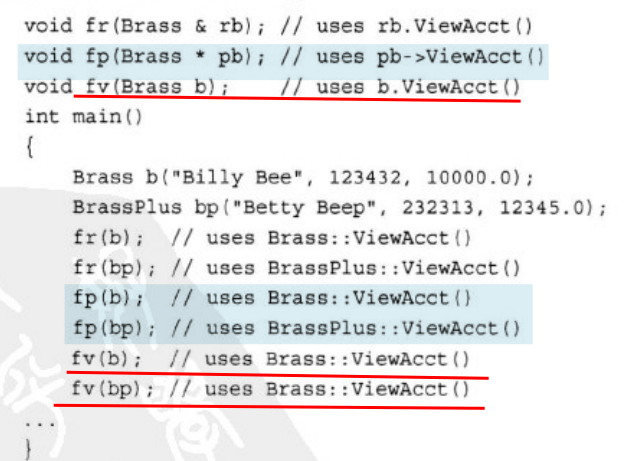 void fr(Brass & rb); // uses rb.ViewAcct()
void fp(Brass * pb); // uses pb->ViewAcct()
void fv(Brass b);    // uses b.ViewAcct()
int main()
{
    Brass b("Billy Bee", 123432, 10000.0);
    BrassPlus bp("Betty Beep", 232313, 12345.0);
    fr(b);  // uses Brass::ViewAcct()
    fr(bp); // uses BrassPlus::ViewAcct()
    fp(b);  // uses Brass::ViewAcct()
    fp(bp); // uses BrassPlus::ViewAcct()
    fv(b);  // uses Brass::ViewAcct()
    fv(bp); // uses Brass::ViewAcct()
...
}